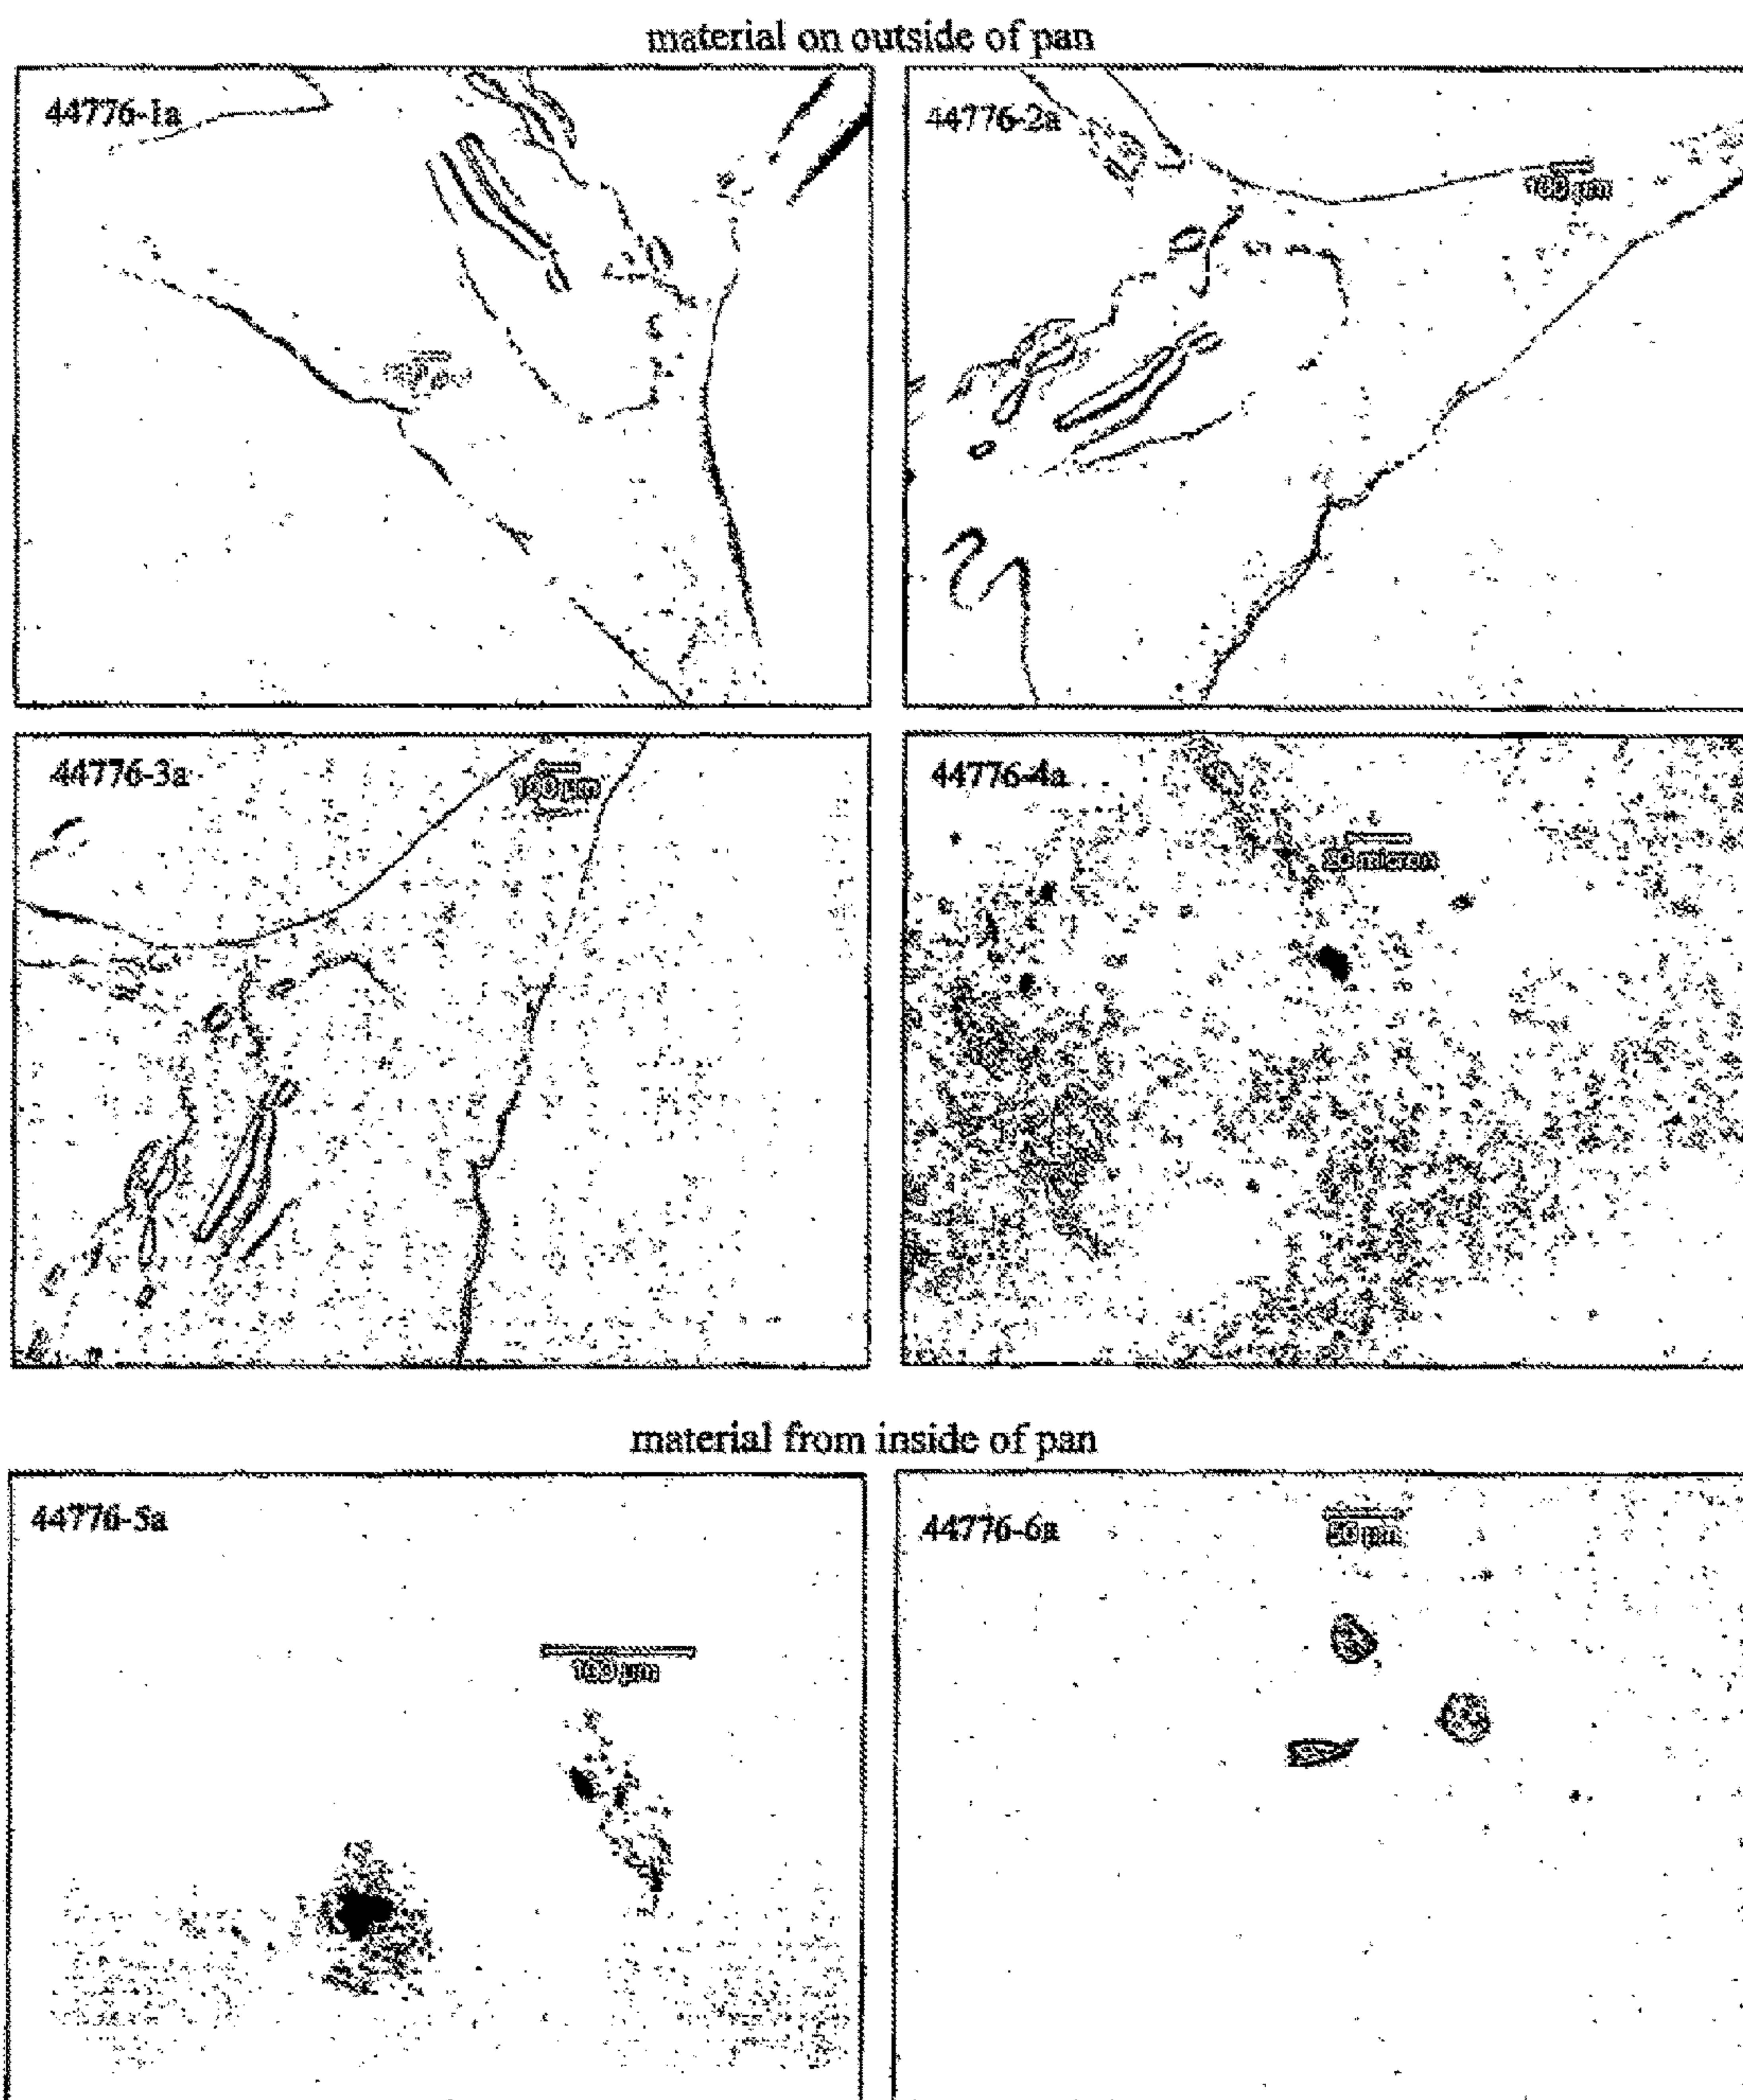 material on outside of pan
44776-1a
44776-2a
100 µm
44776-3a
100 µm
44776-4a
micron
material from inside of pan
44776-5a
100 µm
44776-6a
50 µm